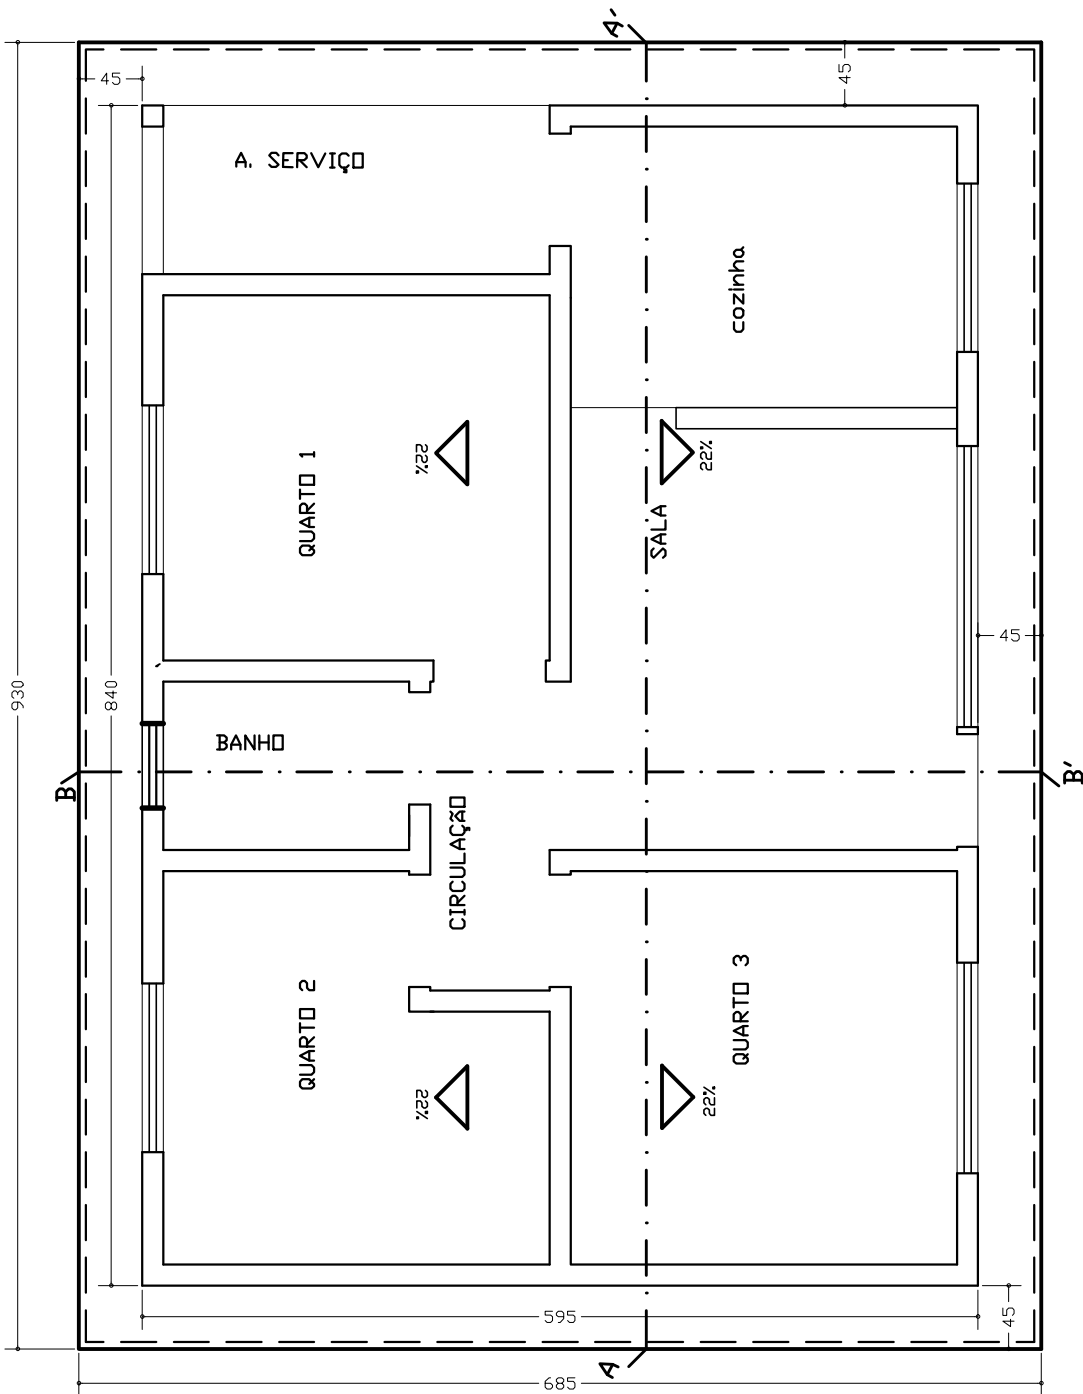 A'
45
45
A. SERVIÇO
cozinha
22%
22%
QUARTO 1
SALA
45
930
840
BANHO
B
B'
CIRCULAÇÃO
QUARTO 2
QUARTO 3
22%
22%
595
45
A
685